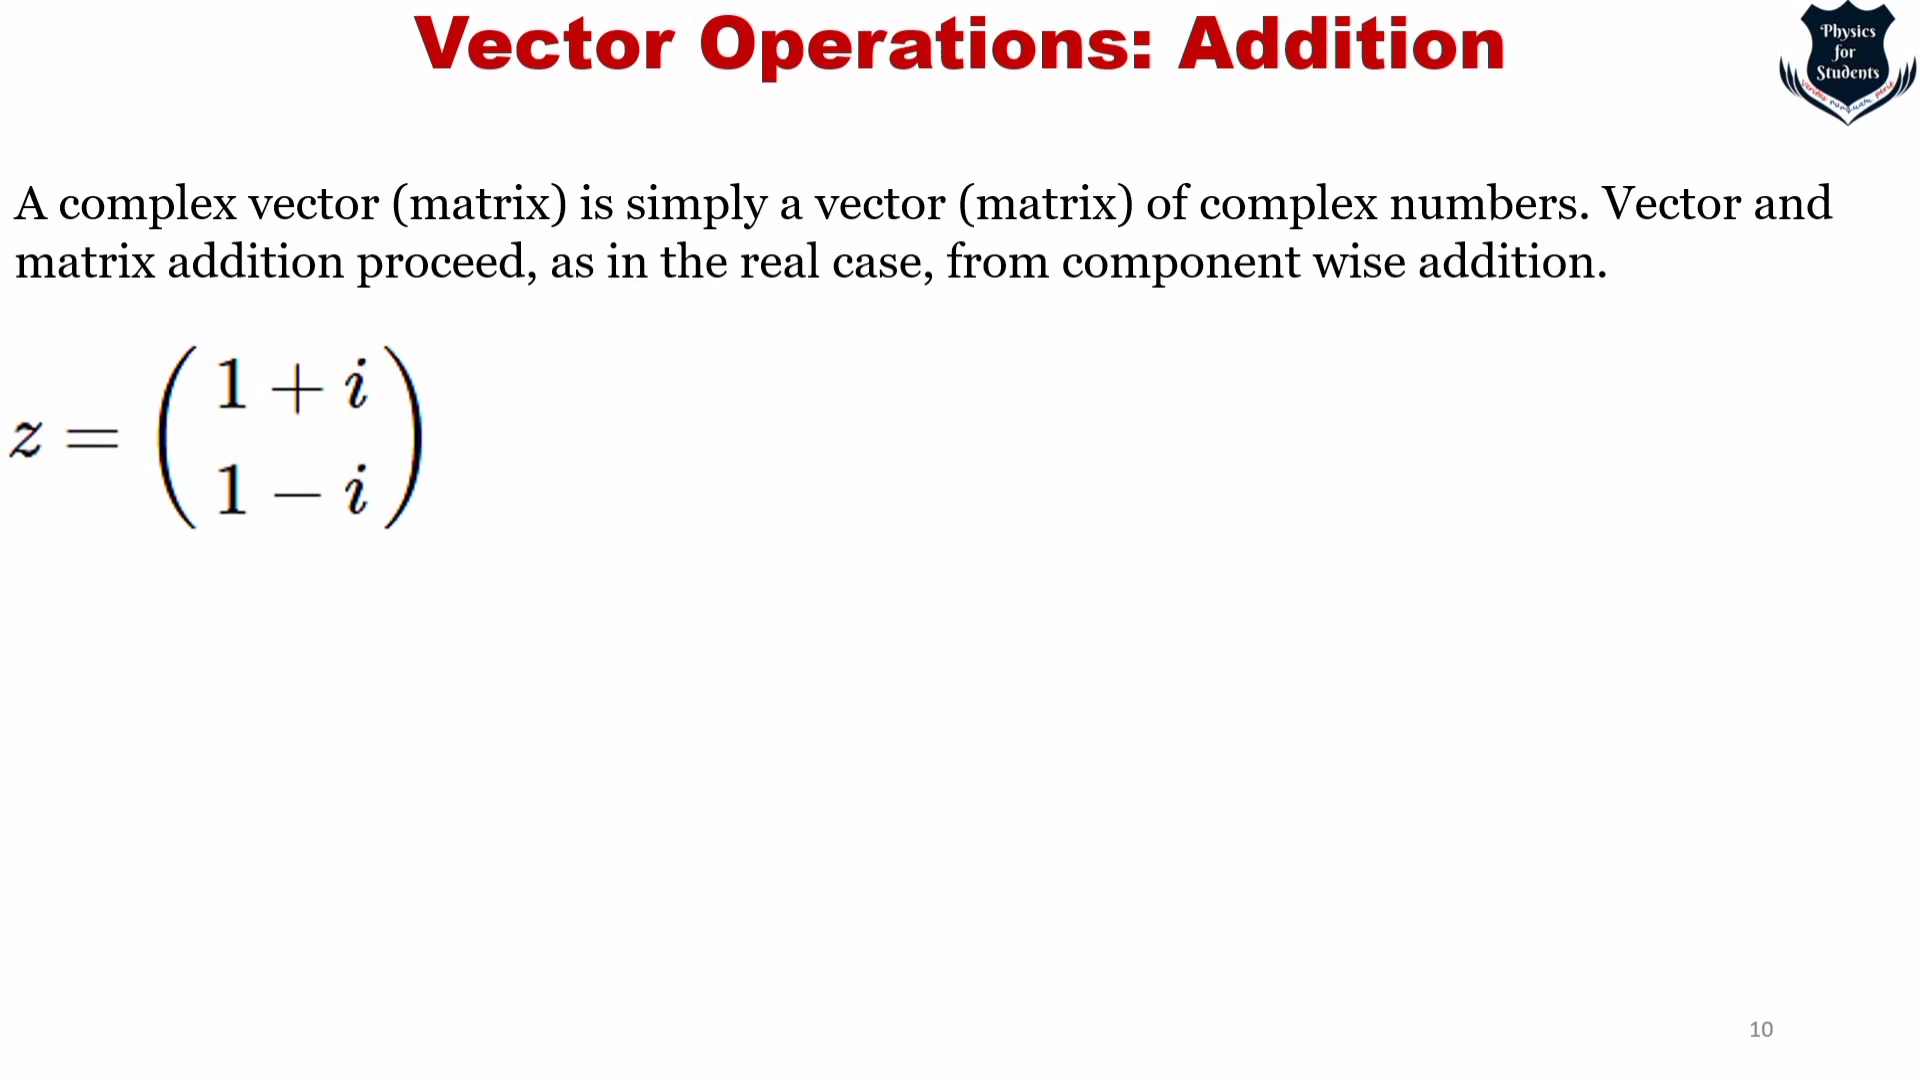 Vector Operations: Addition
Physics
for
Students
A complex vector (matrix) is simply a vector (matrix) of complex numbers. Vector and
matrix addition proceed, as in the real case, from component wise addition.
z = ( 1 + i
1 − i )
10